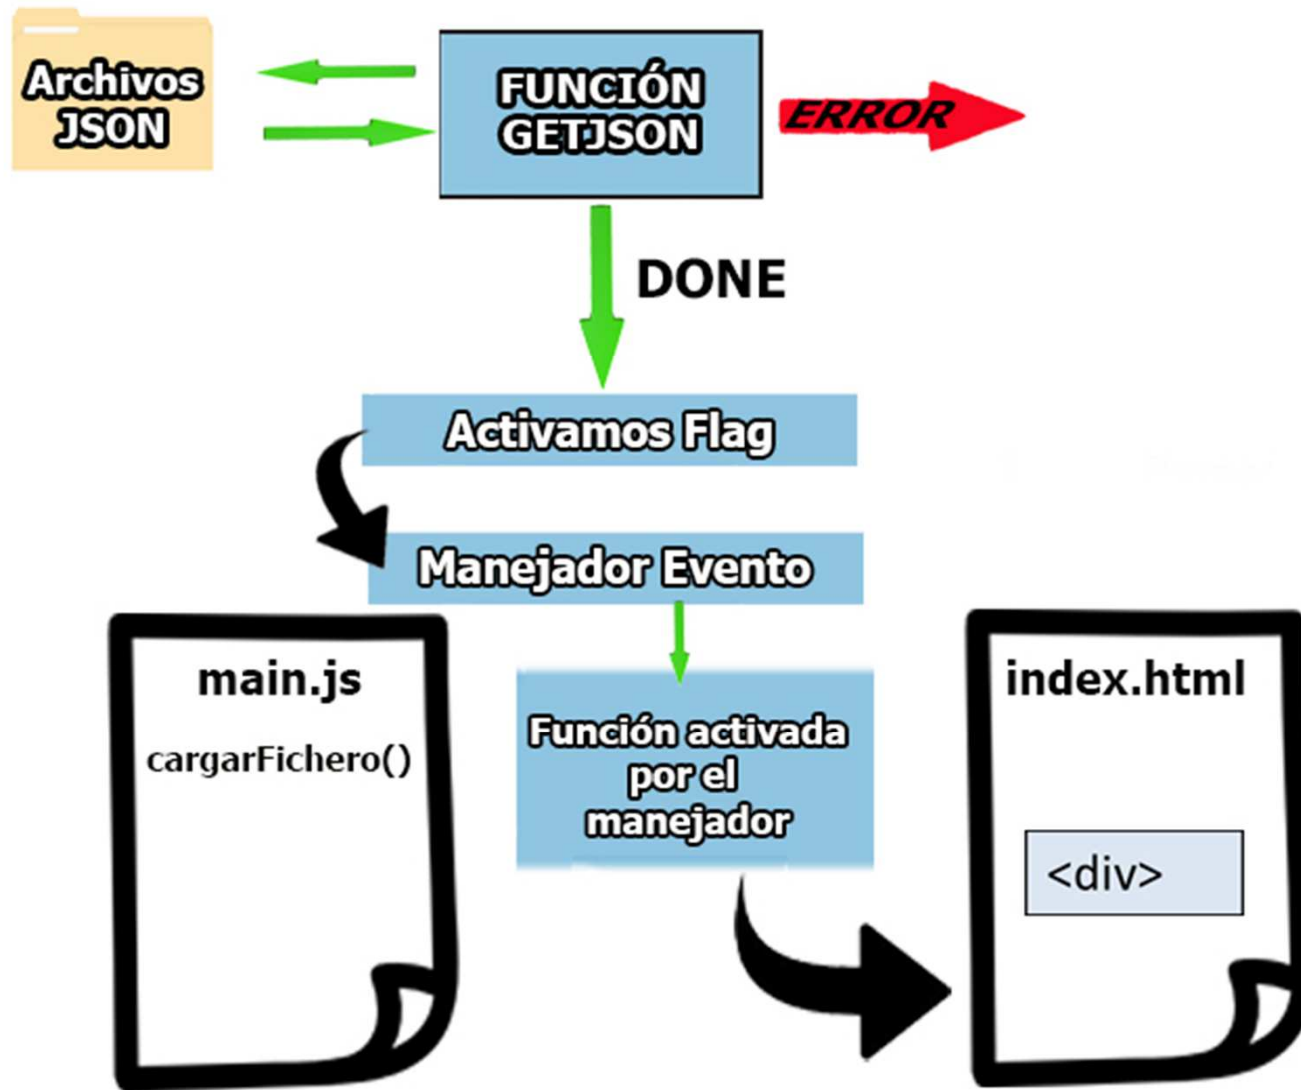 Archivos
JSON
FUNCIÓN
GETJSON
ERROR
DONE
Activamos Flag
Manejador Evento
main.js
cargarFichero()
Función activada
por el
manejador
index.html
<div>